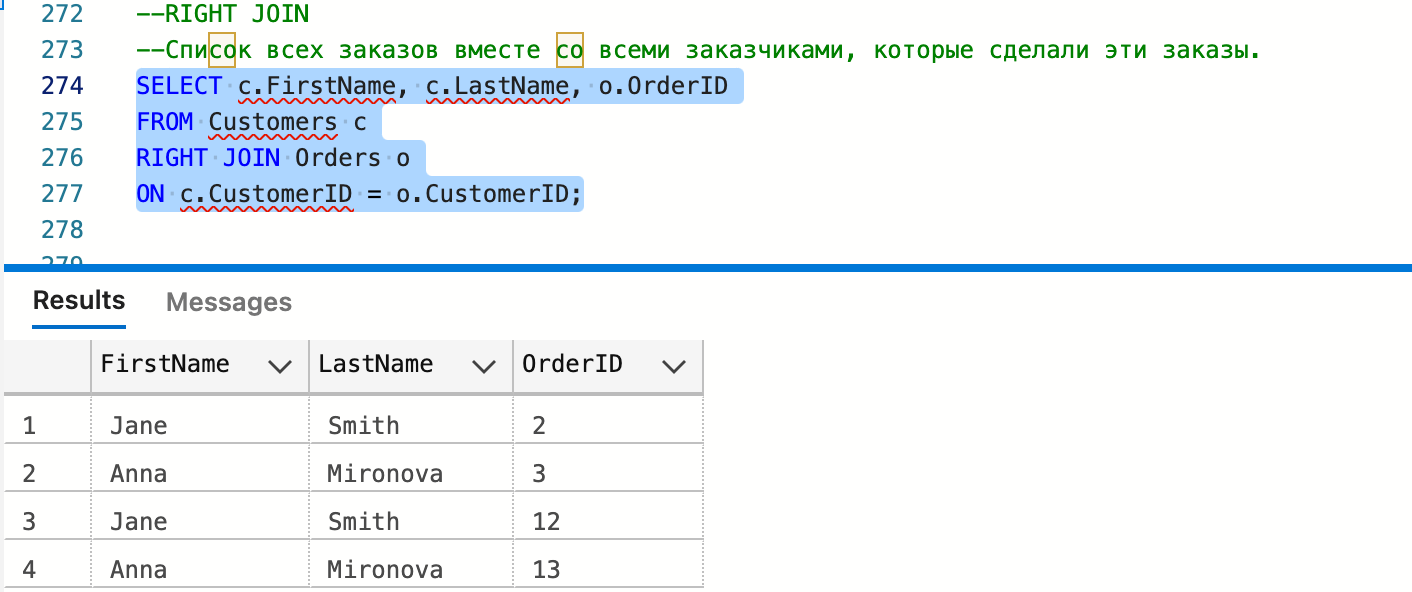 272 --RIGHT JOIN
273 --Список всех заказов вместе со всеми заказчиками, которые сделали эти заказы.
274 SELECT c.FirstName, c.LastName, o.OrderID
275 FROM Customers c
276 RIGHT JOIN Orders o
277 ON c.CustomerID = o.CustomerID;
278
279
Results Messages
FirstName LastName OrderID
1 Jane Smith 2
2 Anna Mironova 3
3 Jane Smith 12
4 Anna Mironova 13